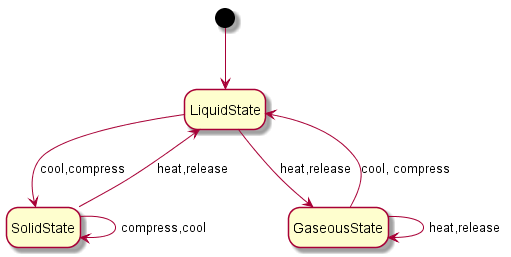 LiquidState
cool,compress
heat,release
heat,release
cool, compress
SolidState
compress,cool
GaseousState
heat,release